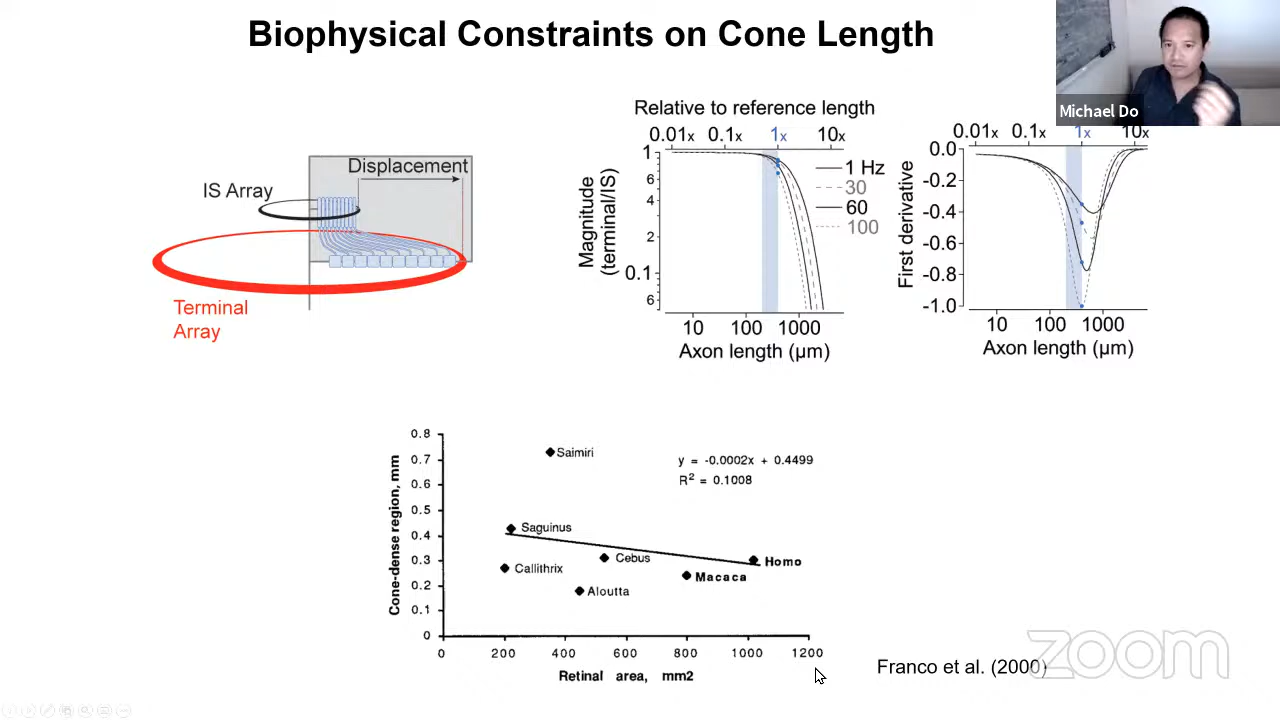 Biophysical Constraints on Cone Length
Michael Do
Displacement
IS Array
Terminal
Array
Relative to reference length
0.01x 0.1x 1x 10x
1
6
4
2
0.1
6
Magnitude
(terminal/IS)
1 Hz
30
60
100
10 100 1000
Axon length (µm)
0.01x 0.1x 1x 10x
0.0
-0.2
-0.4
-0.6
-0.8
-1.0
First derivative
10 100 1000
Axon length (µm)
0.8
0.7
0.6
0.5
0.4
0.3
0.2
0.1
0
Cone-dense region, mm
Saimiri
y = -0.0002x + 0.4499
R2 = 0.1008
Saguinus
Callithrix
Cebus
Aloutta
Macaca
Homo
0 200 400 600 800 1000 1200
Retinal area, mm2
Franco et al. (2000)
zoom